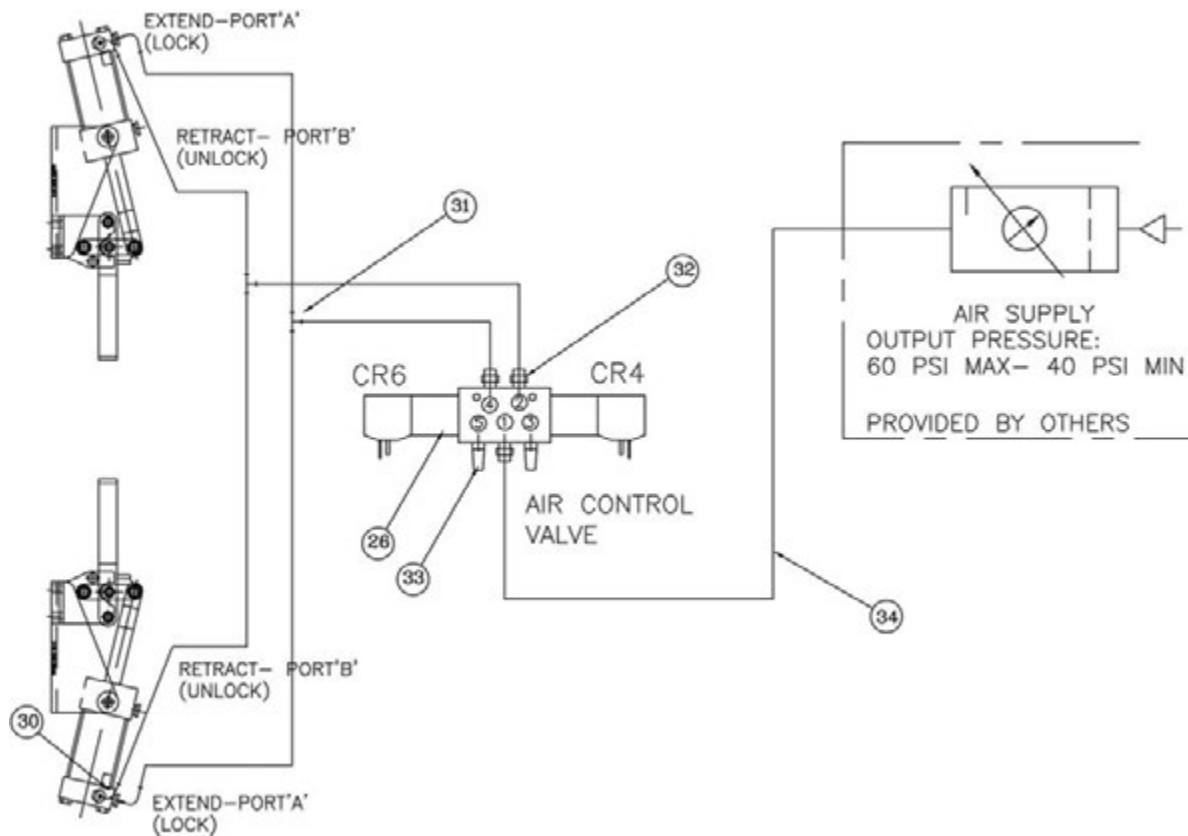 EXTEND-PORT'A'
(LOCK)
RETRACT- PORT'B'
(UNLOCK)
31
32
AIR SUPPLY
OUTPUT PRESSURE:
60 PSI MAX- 40 PSI MIN
PROVIDED BY OTHERS
CR6
CR4
4
2
5
1
3
AIR CONTROL
VALVE
26
33
34
RETRACT- PORT'B'
(UNLOCK)
30
EXTEND-PORT'A'
(LOCK)